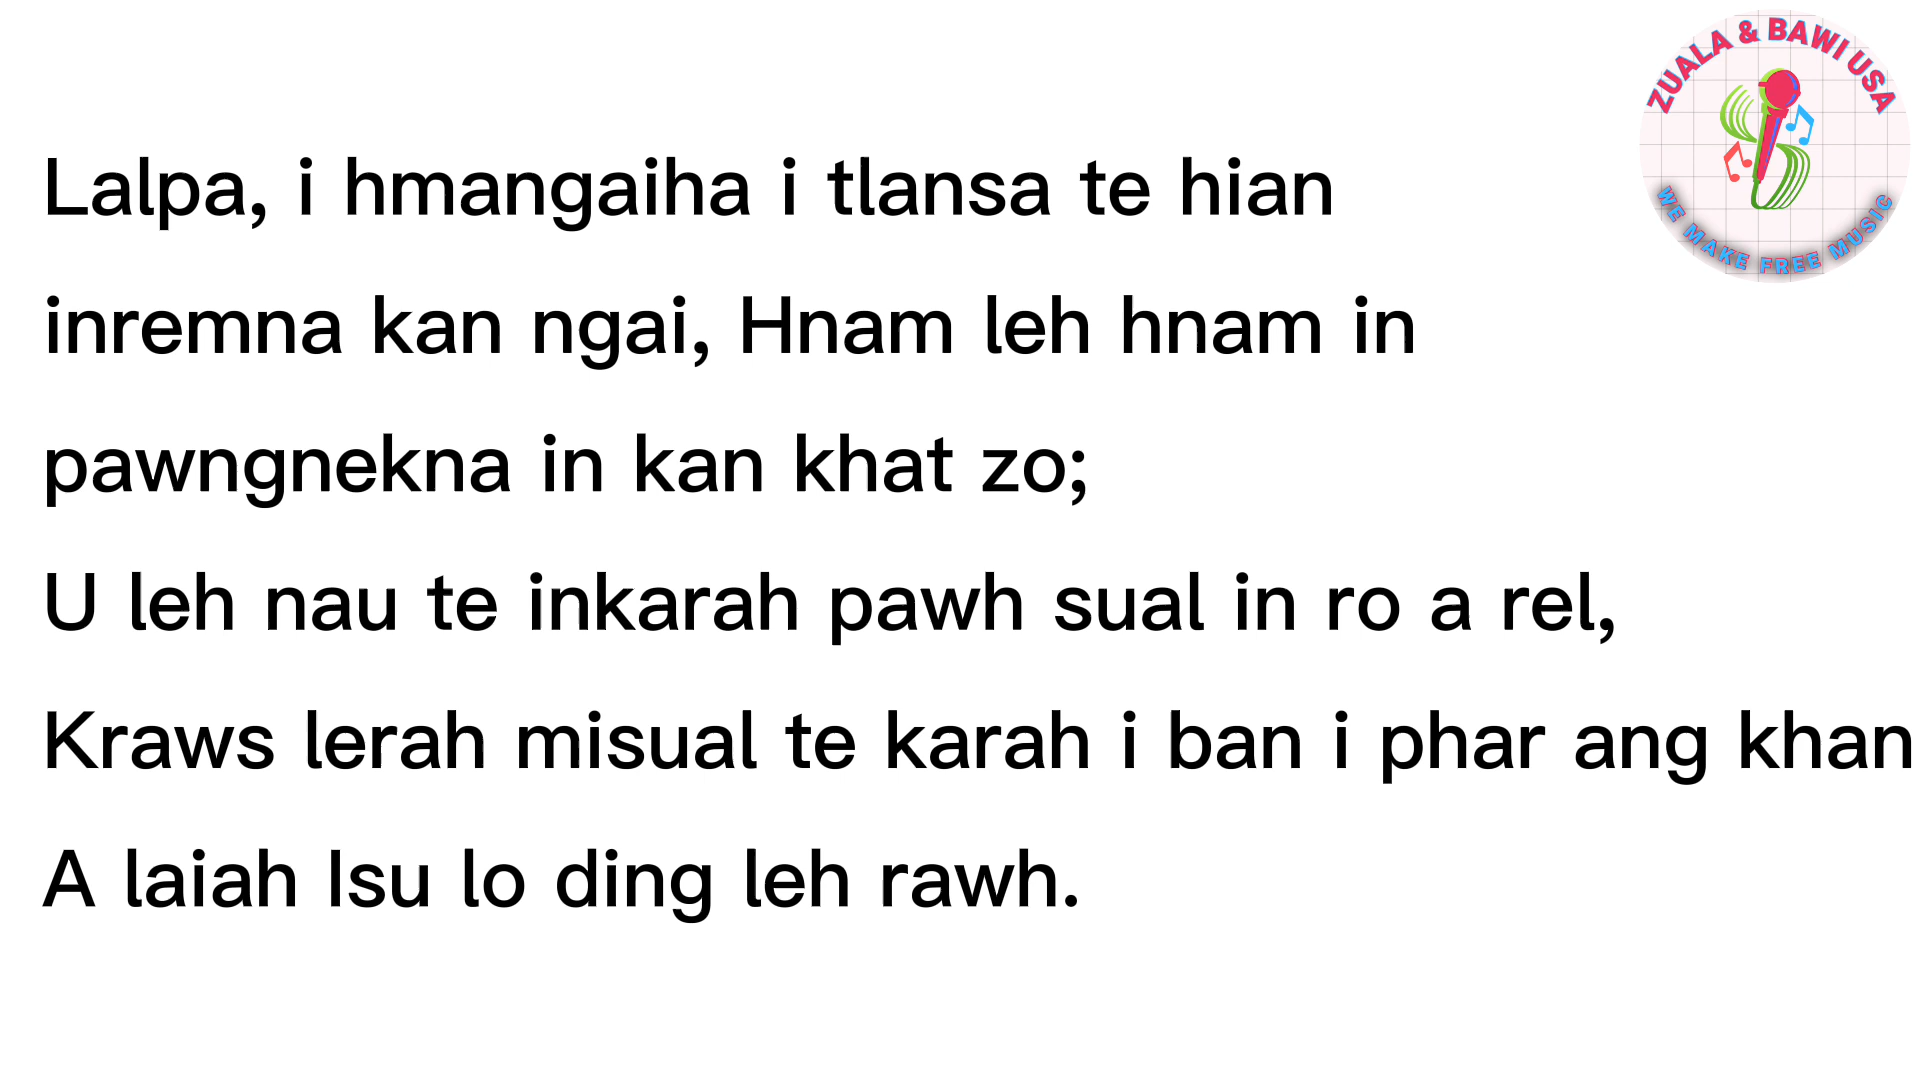 ZUALA & BAWI USA
WE MAKE FREE MUSIC
Lalpa, i hmangaiha i tlansa te hian
inremna kan ngai, Hnam leh hnam in
pawngnekna in kan khat zo;
U leh nau te inkarah pawh sual in ro a rel,
Kraws lerah misual te karah i ban i phar ang khan
A laiah Isu lo ding leh rawh.